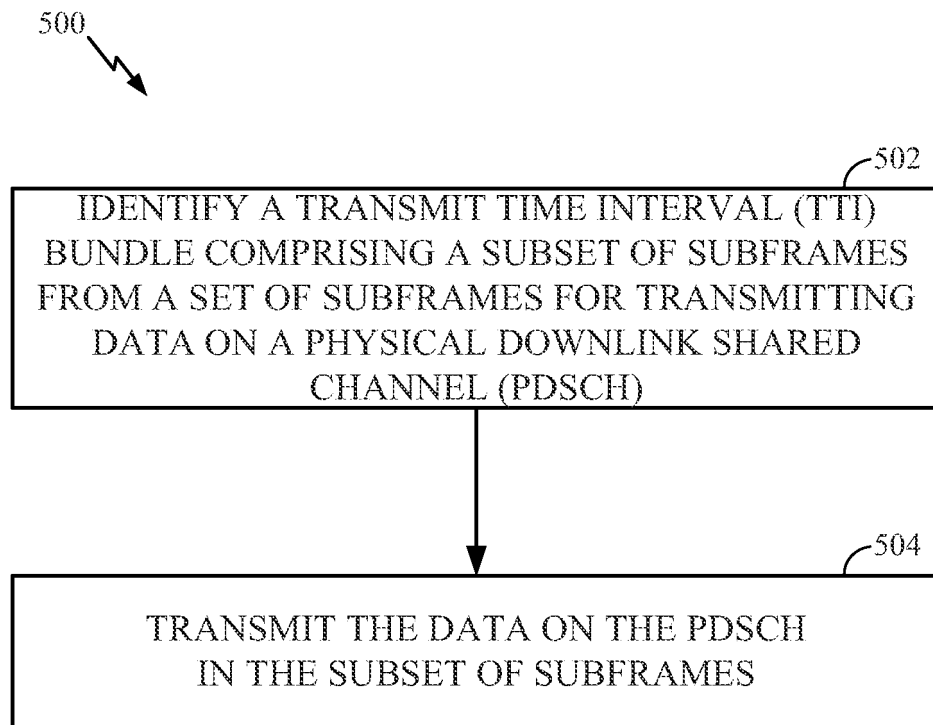 500
502
IDENTIFY A TRANSMIT TIME INTERVAL (TTI)
BUNDLE COMPRISING A SUBSET OF SUBFRAMES
FROM A SET OF SUBFRAMES FOR TRANSMITTING
DATA ON A PHYSICAL DOWNLINK SHARED
CHANNEL (PDSCH)
504
TRANSMIT THE DATA ON THE PDSCH
IN THE SUBSET OF SUBFRAMES